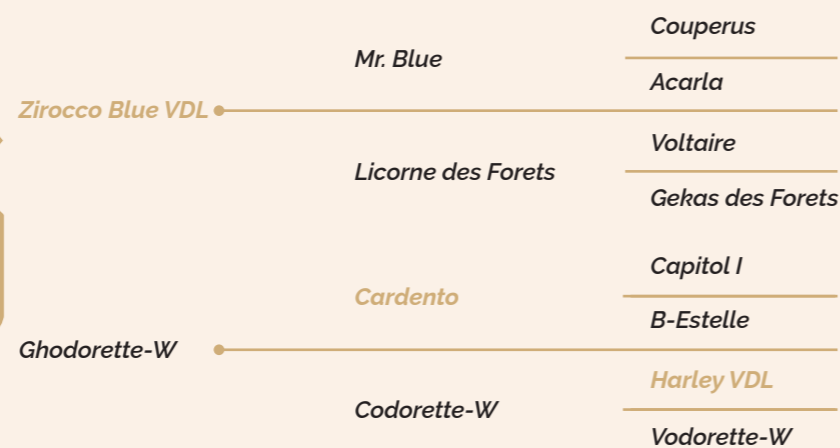 Couperus
Mr. Blue
Acarla
Zirocco Blue VDL
Voltaire
Licorne des Forets
Gekas des Forets
Capitol I
Cardento
B-Estelle
Ghodorette-W
Harley VDL
Codorette-W
Vodorette-W